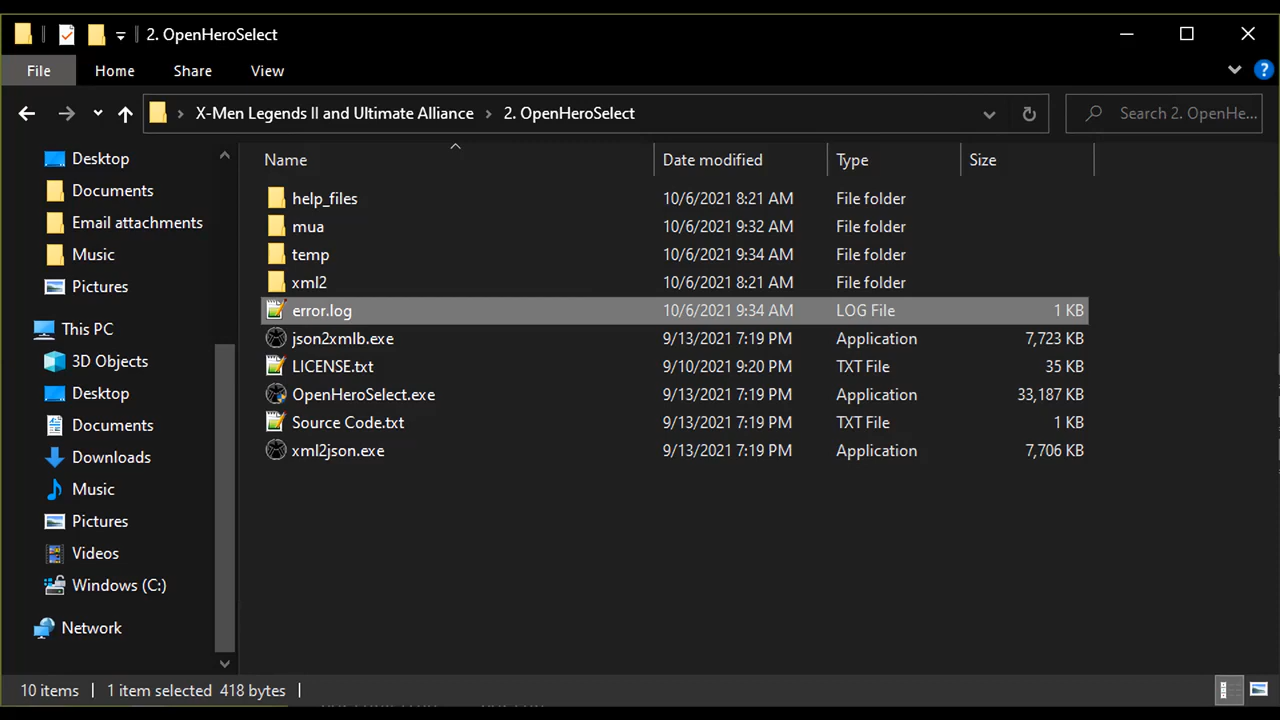 2. OpenHeroSelect
File Home Share View
X-Men Legends II and Ultimate Alliance 2. OpenHeroSelect Search 2. OpenHe...
Desktop
Documents
Email attachments
Music
Pictures
This PC
3D Objects
Desktop
Documents
Downloads
Music
Pictures
Videos
Windows (C:)
Network
Name Date modified Type Size
help_files 10/6/2021 8:21 AM File folder
mua 10/6/2021 9:32 AM File folder
temp 10/6/2021 9:34 AM File folder
xml2 10/6/2021 8:21 AM File folder
error.log 10/6/2021 9:34 AM LOG File 1 KB
json2xmlb.exe 9/13/2021 7:19 PM Application 7,723 KB
LICENSE.txt 9/10/2021 9:20 PM TXT File 35 KB
OpenHeroSelect.exe 9/13/2021 7:19 PM Application 33,187 KB
Source Code.txt 9/13/2021 7:19 PM TXT File 1 KB
xml2json.exe 9/13/2021 7:19 PM Application 7,706 KB
10 items 1 item selected 418 bytes